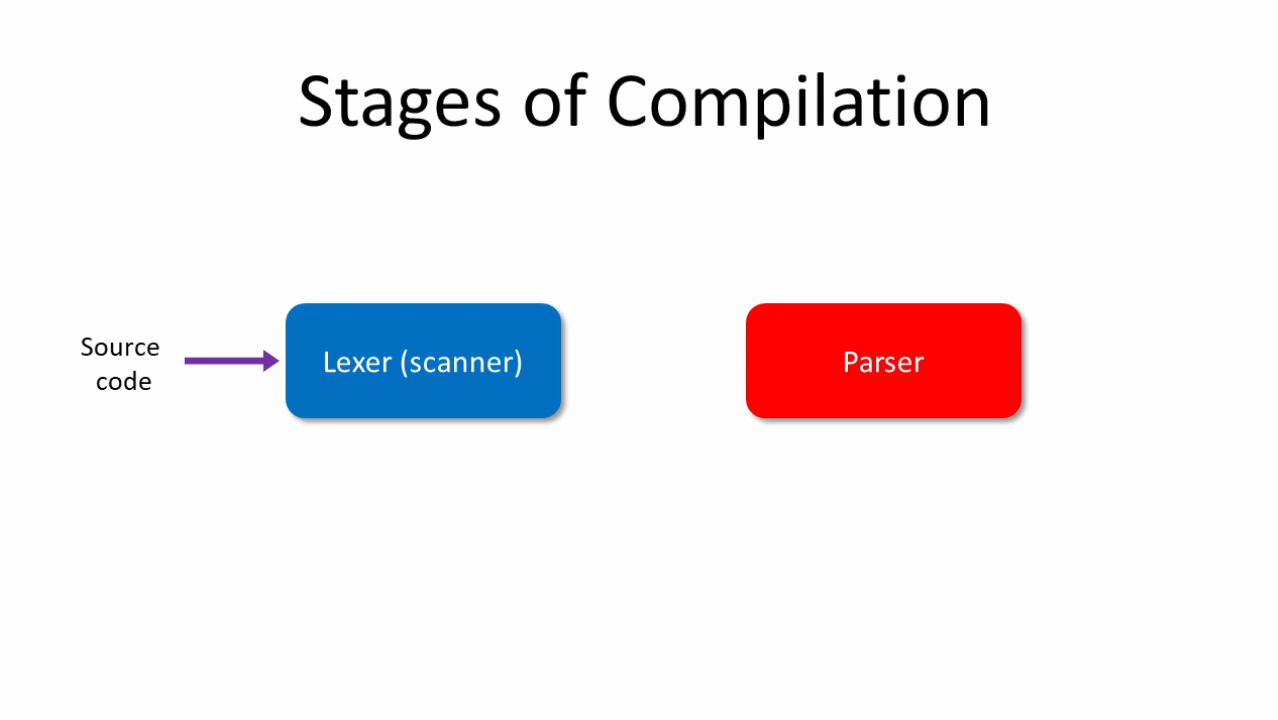 Stages of Compilation
Source
code
Lexer (scanner)
Parser